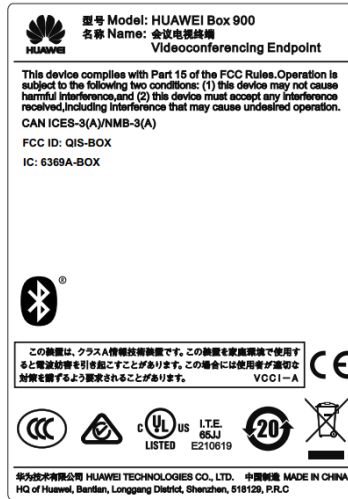 HUAWEI
型号 Model: HUAWEI Box 900
名称 Name: 会议电视终端
Videoconferencing Endpoint
This device complies with Part 15 of the FCC Rules.Operation is
subject to the following two conditions: (1) this device may not cause
harmful interference,and (2) this device must accept any interference
received,including interference that may cause undesired operation.
CAN ICES-3(A)/NMB-3(A)
FCC ID: QIS-BOX
IC: 6369A-BOX
®
この装置は、クラスA情報技術装置です。この装置を家庭環境で使用す
ると電波妨害を引き起こすことがあります。この場合には使用者が適切な
対策を講ずるよう要求されることがあります。 VCCI-A
CE
CCC
C UL US LISTED
I.T.E.
65JJ
E210619
20
华为技术有限公司 HUAWEI TECHNOLOGIES CO., LTD. 中国制造 MADE IN CHINA
HQ of Huawei, Bantian, Longgang District, Shenzhen, 518129, P.R.C